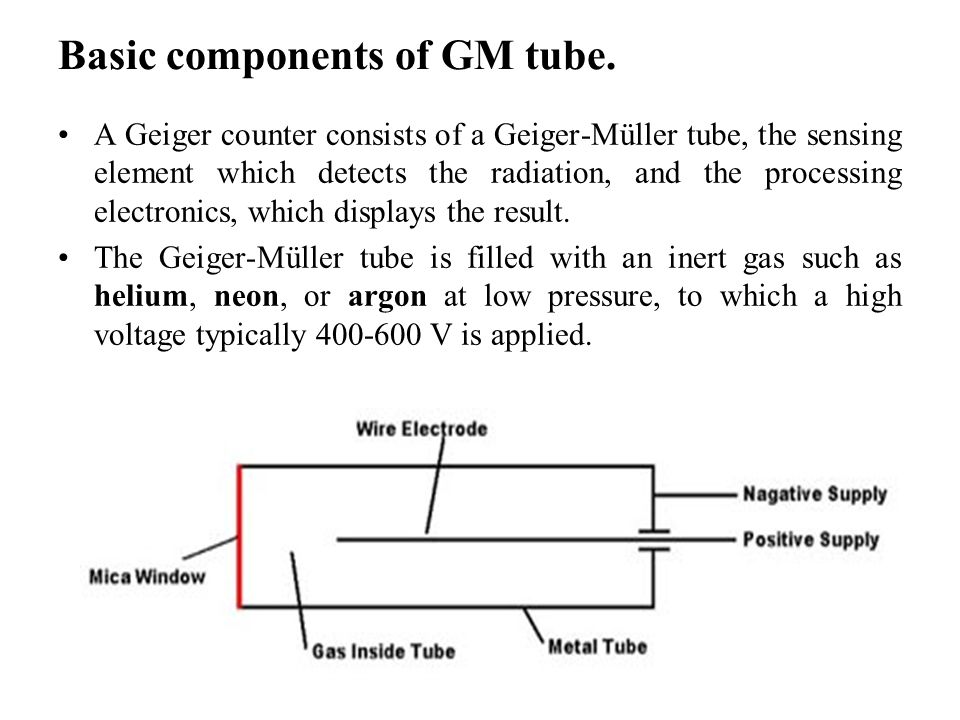 Basic components of GM tube.
• A Geiger counter consists of a Geiger-Müller tube, the sensing
element which detects the radiation, and the processing
electronics, which displays the result.
• The Geiger-Müller tube is filled with an inert gas such as
helium, neon, or argon at low pressure, to which a high
voltage typically 400-600 V is applied.
Wire Electrode
Nagative Supply
Positive Supply
Mica Window
Gas Inside Tube
Metal Tube